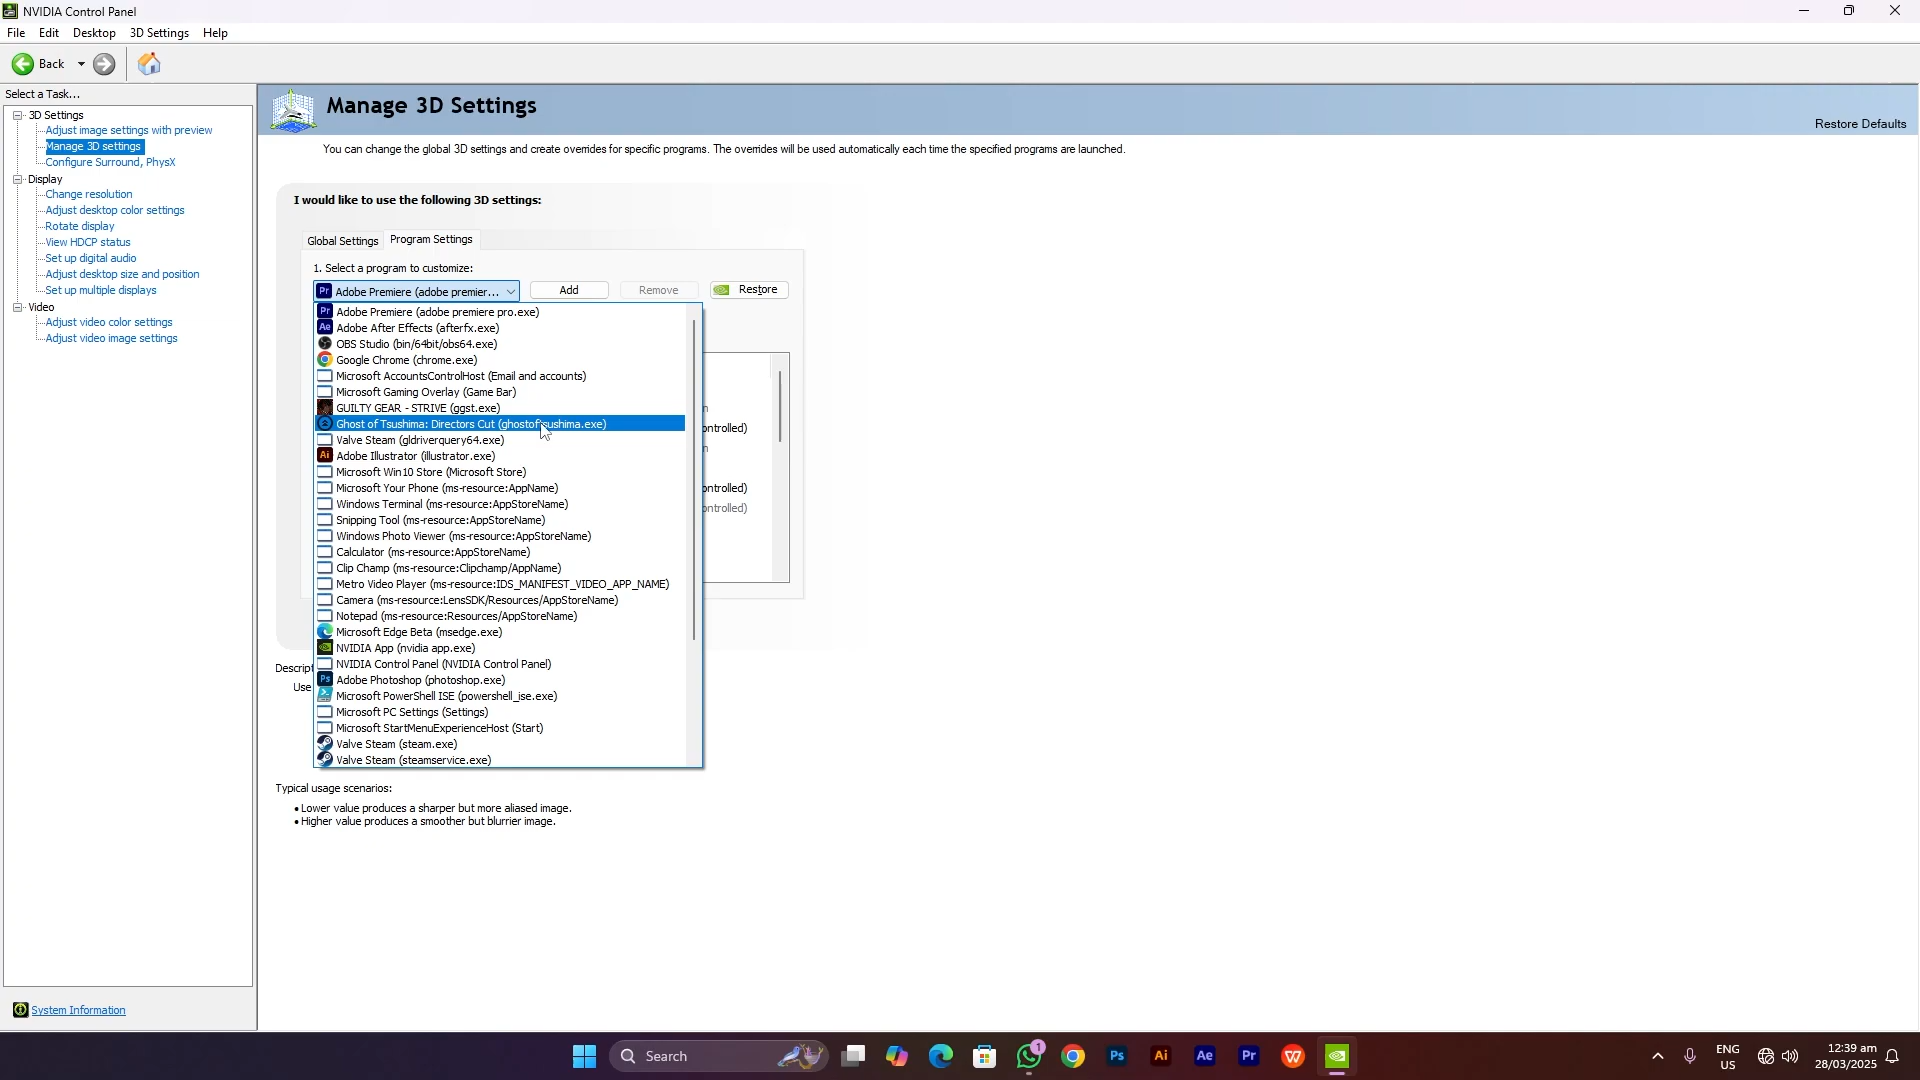 NVIDIA Control Panel
File Edit Desktop 3D Settings Help
Back
Select a Task...
3D Settings
Adjust image settings with preview
Manage 3D settings
Configure Surround, PhysX
Display
Change resolution
Adjust desktop color settings
Rotate display
View HDCP status
Set up digital audio
Adjust desktop size and position
Set up multiple displays
Video
Adjust video color settings
Adjust video image settings
System Information
Manage 3D Settings
Restore Defaults
You can change the global 3D settings and create overrides for specific programs. The overrides will be used automatically each time the specified programs are launched.
I would like to use the following 3D settings:
Global Settings Program Settings
1. Select a program to customize:
Adobe Premiere (adobe premier... Add Remove Restore
Adobe Premiere (adobe premiere pro.exe)
Adobe After Effects (afterfx.exe)
OBS Studio (bin/64bit/obs64.exe)
Google Chrome (chrome.exe)
Microsoft AccountsControlHost (Email and accounts)
Microsoft Gaming Overlay (Game Bar)
GUILTY GEAR - STRIVE (ggst.exe)
Ghost of Tsushima: Directors Cut (ghostoftsushima.exe)
Valve Steam (gldriverquery64.exe)
Adobe Illustrator (illustrator.exe)
Microsoft Win10 Store (Microsoft Store)
Microsoft Your Phone (ms-resource:AppName)
Windows Terminal (ms-resource:AppStoreName)
Snipping Tool (ms-resource:AppStoreName)
Windows Photo Viewer (ms-resource:AppStoreName)
Calculator (ms-resource:AppStoreName)
Clip Champ (ms-resource:Clipchamp/AppName)
Metro Video Player (ms-resource:IDS_MANIFEST_VIDEO_APP_NAME)
Camera (ms-resource:LensSDK/Resources/AppStoreName)
Notepad (ms-resource:Resources/AppStoreName)
Microsoft Edge Beta (msedge.exe)
NVIDIA App (nvidia app.exe)
NVIDIA Control Panel (NVIDIA Control Panel)
Adobe Photoshop (photoshop.exe)
Microsoft PowerShell ISE (powershell_ise.exe)
Microsoft PC Settings (Settings)
Microsoft StartMenuExperienceHost (Start)
Valve Steam (steam.exe)
Valve Steam (steamservice.exe)
n
ontrolled)
n
ontrolled)
ontrolled)
Descript
Use
Typical usage scenarios:
• Lower value produces a sharper but more aliased image.
• Higher value produces a smoother but blurrier image.
Search
1
Ps Ai Ae Pr W
ENG
US
12:39 am
28/03/2025